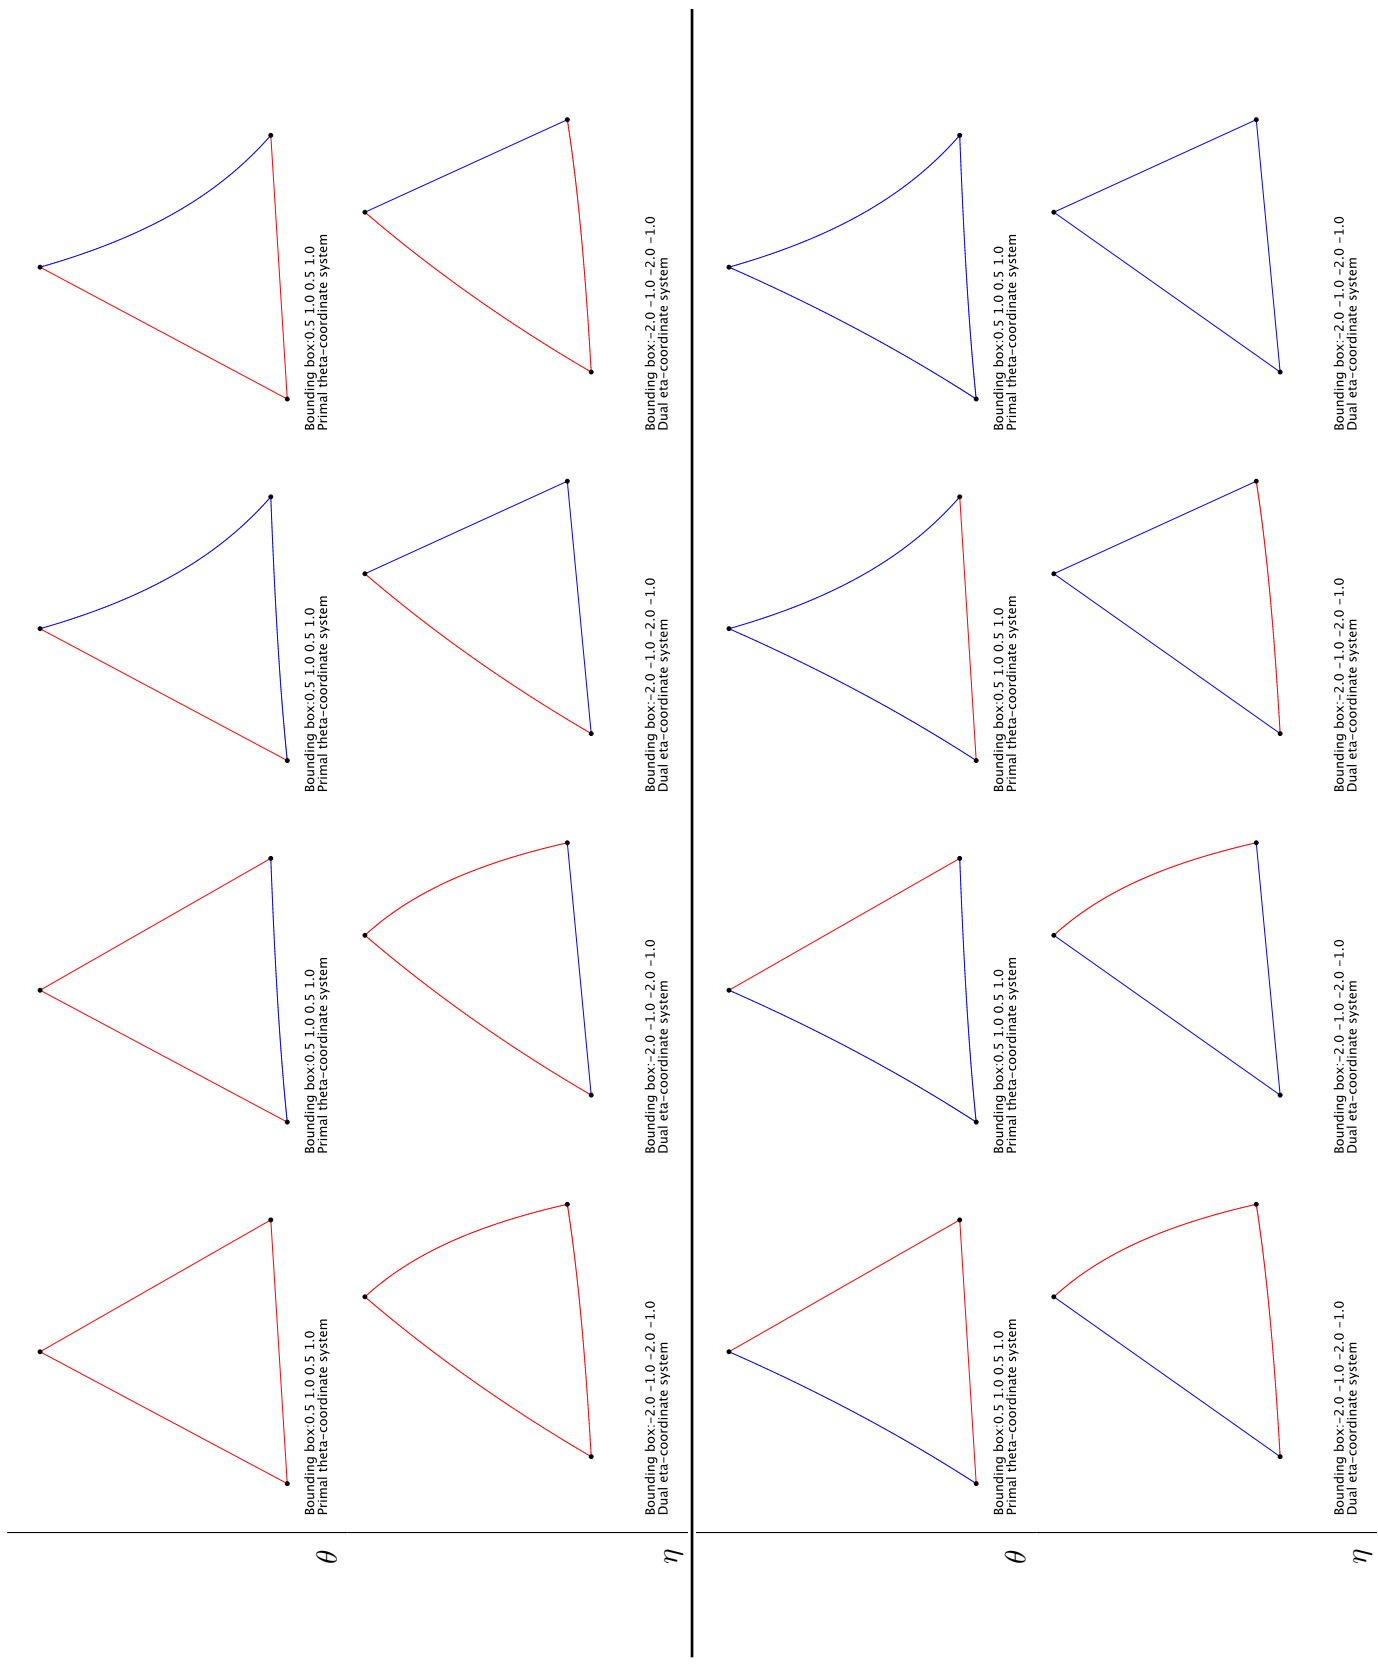 θ
Bounding box:0.5 1.0 0.5 1.0
Primal theta-coordinate system
Bounding box:0.5 1.0 0.5 1.0
Primal theta-coordinate system
Bounding box:0.5 1.0 0.5 1.0
Primal theta-coordinate system
Bounding box:0.5 1.0 0.5 1.0
Primal theta-coordinate system
η
Bounding box:-2.0 -1.0 -2.0 -1.0
Dual eta-coordinate system
Bounding box:-2.0 -1.0 -2.0 -1.0
Dual eta-coordinate system
Bounding box:-2.0 -1.0 -2.0 -1.0
Dual eta-coordinate system
Bounding box:-2.0 -1.0 -2.0 -1.0
Dual eta-coordinate system
θ
Bounding box:0.5 1.0 0.5 1.0
Primal theta-coordinate system
Bounding box:0.5 1.0 0.5 1.0
Primal theta-coordinate system
Bounding box:0.5 1.0 0.5 1.0
Primal theta-coordinate system
Bounding box:0.5 1.0 0.5 1.0
Primal theta-coordinate system
η
Bounding box:-2.0 -1.0 -2.0 -1.0
Dual eta-coordinate system
Bounding box:-2.0 -1.0 -2.0 -1.0
Dual eta-coordinate system
Bounding box:-2.0 -1.0 -2.0 -1.0
Dual eta-coordinate system
Bounding box:-2.0 -1.0 -2.0 -1.0
Dual eta-coordinate system